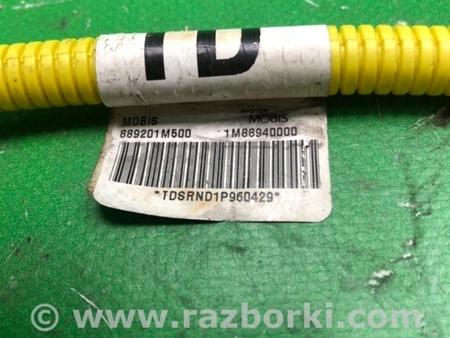 TD
MOBIS MOBIS
889201M500 1M88940000
*TDSRND1P960429*
© www.razborki.com